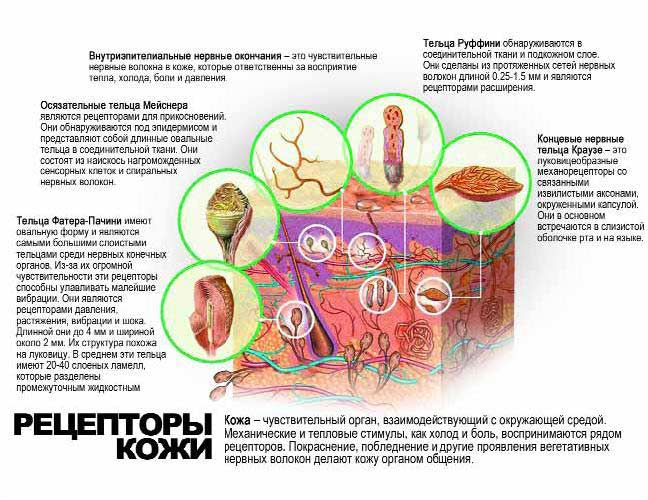 Внутриэпителиальные нервные окончания – это чувствительные
нервные волокна в коже, которые ответственны за восприятие
тепла, холода, боли и давления.
Тельца Руффини обнаруживаются в
соединительной ткани и подкожном слое.
Они сделаны из протяженных сетей нервных
волокон длиной 0.25-1.5 мм и являются
рецепторами расширения.
Осязательные тельца Мейснера
являются рецепторами для прикосновений.
Они обнаруживаются под эпидермисом и
представляют собой длинные овальные
тельца в соединительной ткани. Они
состоят из наискось нагроможденных
сенсорных клеток и спиральных
нервных волокон.
Концевые нервные
тельца Краузе – это
луковицеобразные
механорецепторы со
связанными
извилистыми аксонами,
окруженными капсулой.
Они в основном
встречаются в слизистой
оболочке рта и на языке.
Тельца Фатера-Пачини имеют
овальную форму и являются
самыми большими слоистыми
тельцами среди нервных конечных
органов. Из-за их огромной
чувствительности эти рецепторы
способны улавливать малейшие
вибрации. Они являются
рецепторами давления,
растяжения, вибрации и шока.
Длинной они до 4 мм и шириной
около 2 мм. Их структура похожа
на луковицу. В среднем эти тельца
имеют 20-40 слоеных ламелл,
которые разделены
промежуточным жидкостным
РЕЦЕПТОРЫ
КОЖИ
Кожа – чувствительный орган, взаимодействующий с окружающей средой.
Механические и тепловые стимулы, как холод и боль, воспринимаются рядом
рецепторов. Покраснение, побледнение и другие проявления вегетативных
нервных волокон делают кожу органом общения.